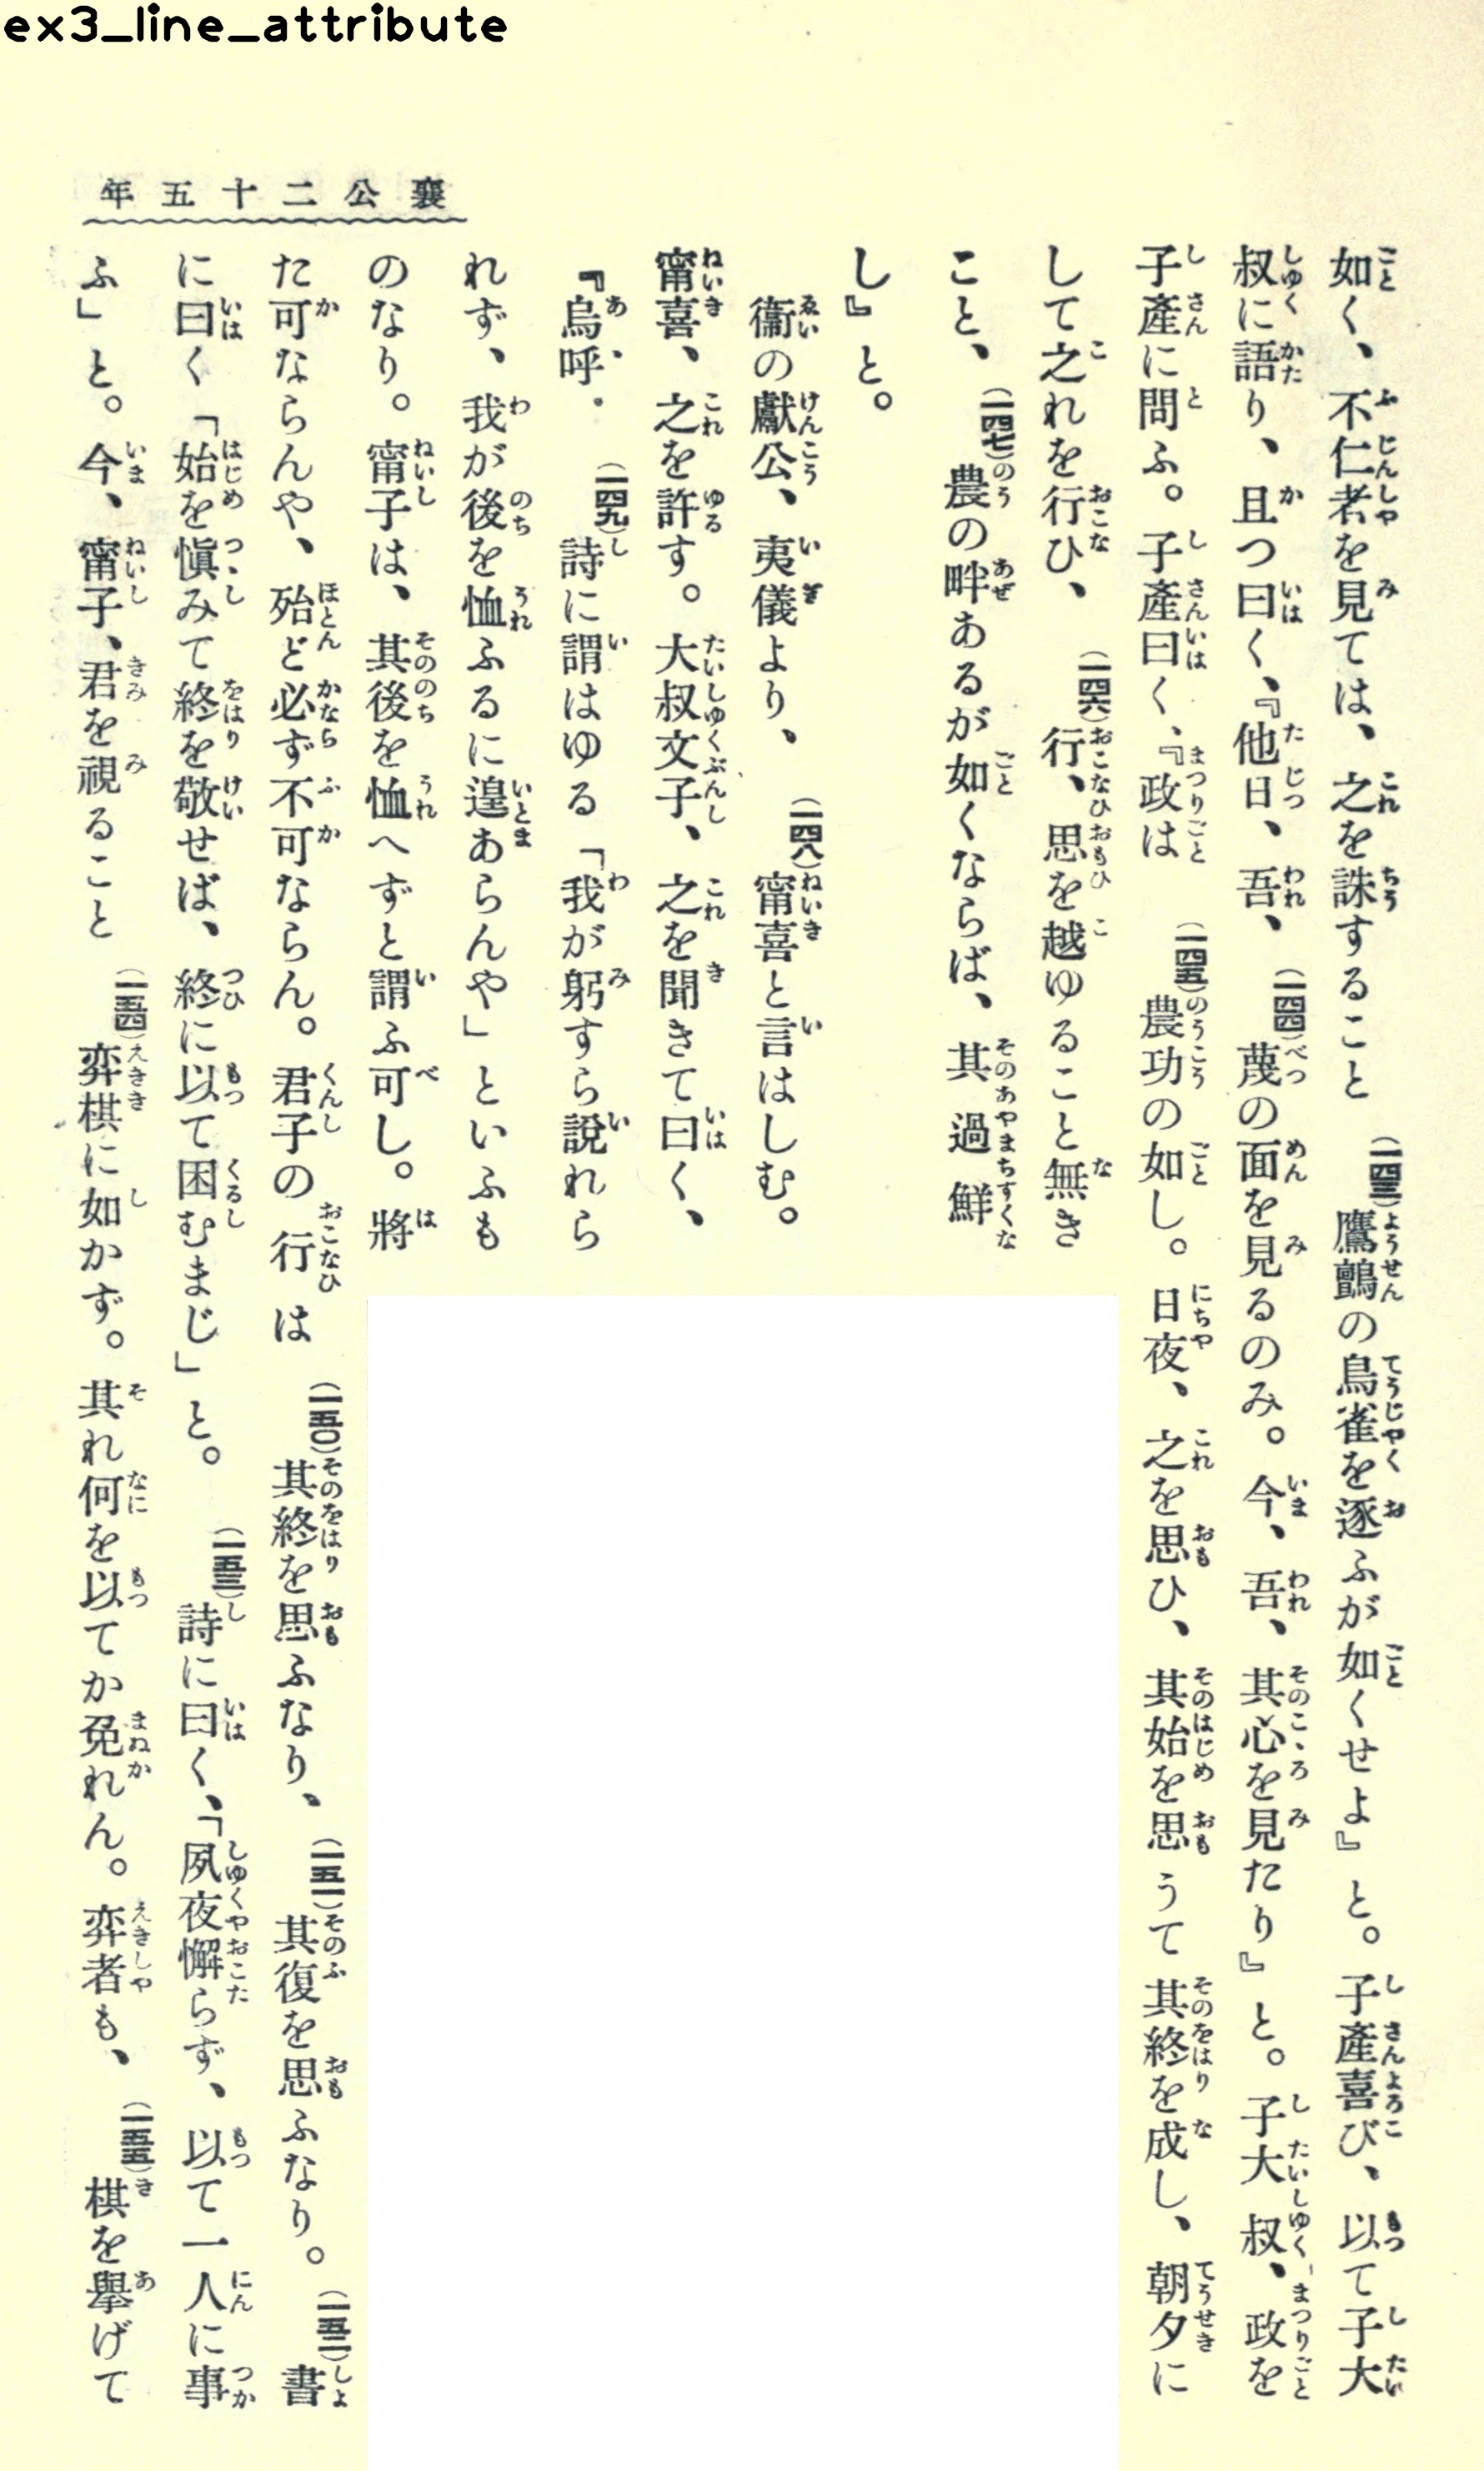 ex3_line_attribute
襄公二十五年
如く、不仁者を見ては、之を誅すること(一四三)鷹鸇の鳥雀を逐ふが如くせよ』と。子產喜び、以て子大
叔に語り、且つ曰く、『他日、吾、(一四四)蔑の面を見るのみ。今、吾、其心を見たり』と。子大叔、政を
子產に問ふ。子產曰く、『政は(一四五)農功の如し。日夜、之を思ひ、其始を思うて其終を成し、朝夕に
して之れを行ひ、(一四六)行、思を越ゆること無き
こと、(一四七)農の畔あるが如くならば、其過鮮
し』と。
衞の獻公、夷儀より、(一四八)甯喜と言はしむ。
甯喜、之を許す。大叔文子、之を聞きて曰く、
『烏呼・(一四九)詩に謂はゆる「我が躬すら說れら
れず、我が後を恤ふるに遑あらんや」といふも
のなり。甯子は、其後を恤へずと謂ふ可し。將
た可ならんや、殆ど必ず不可ならん。君子の行は(一五〇)其終を思ふなり、(一五一)其復を思ふなり。(一五二)書
に曰く「始を愼みて終を敬せば、終に以て困むまじ」と。(一五三)詩に曰く、「夙夜懈らず、以て一人に事
ふ」と。今、甯子、君を視ること(一五四)弈棋に如かず。其れ何を以てか免れん。弈者も、(一五五)棋を擧げて